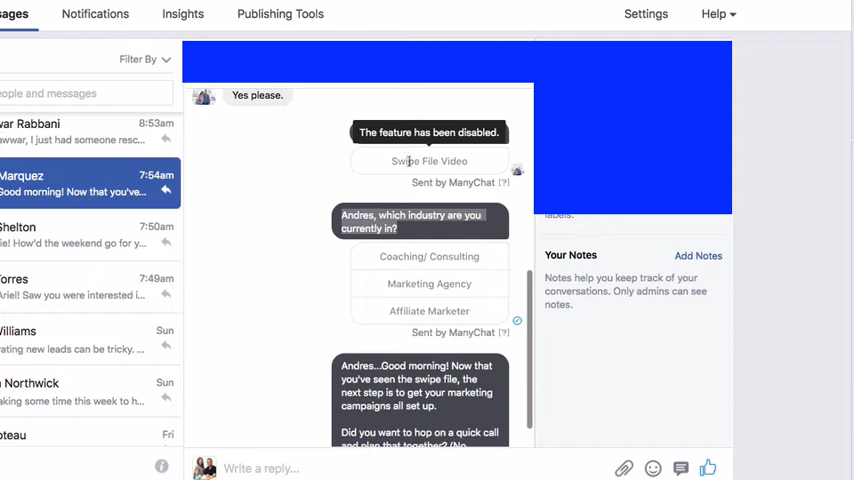 ages Notifications Insights Publishing Tools Settings Help
Filter By
eople and messages
war Rabbani 8:53am
wwar, I just had someone resc...
Marquez 7:54am
Good morning! Now that you've...
Shelton 7:50am
ie! How'd the weekend go for y...
Torres 7:49am
Ariel! Saw you were interested i...
Williams Sun
rating new leads can be tricky. ...
n Northwick Sun
aking some time this week to h...
oteau Fri
Yes please.
The feature has been disabled.
Swipe File Video
Sent by ManyChat [?]
Andres, which industry are you
currently in?
Coaching/ Consulting
Marketing Agency
Affiliate Marketer
Sent by ManyChat [?]
Andres...Good morning! Now that
you've seen the swipe file, the
next step is to get your marketing
campaigns all set up.
Did you want to hop on a quick call
and plan that together? (No
Write a reply...
labels.
Your Notes Add Notes
Notes help you keep track of your
conversations. Only admins can see
notes.